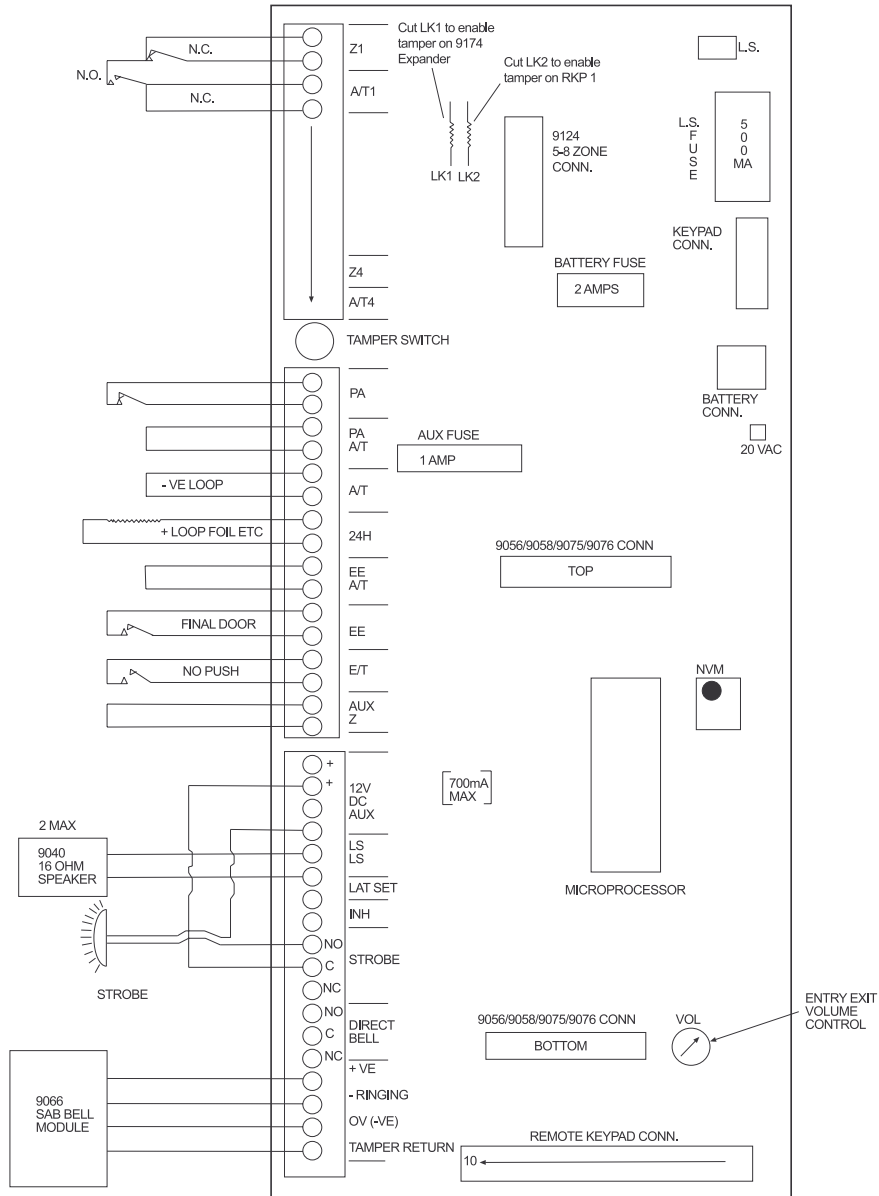 Cut LK1 to enable
tamper on 9174
Expander
Cut LK2 to enable
tamper on RKP 1
LK1 LK2
9124
5-8 ZONE
CONN.
L.S.
L.S.
F
U
S
E
5
0
0
MA
KEYPAD
CONN.
BATTERY FUSE
2 AMPS
BATTERY
CONN.
20 VAC
N.C.
N.O.
N.C.
Z1
A/T1
Z4
A/T4
TAMPER SWITCH
PA
PA
A/T
AUX FUSE
1 AMP
- VE LOOP
A/T
+ LOOP FOIL ETC
24H
EE
A/T
9056/9058/9075/9076 CONN
TOP
FINAL DOOR
EE
NO PUSH
E/T
AUX
Z
NVM
+
+
12V
DC
AUX
700mA
MAX
2 MAX
9040
16 OHM
SPEAKER
LS
LS
LAT SET
INH
MICROPROCESSOR
STROBE
NO
C
NC
STROBE
NO
C
NC
DIRECT
BELL
9056/9058/9075/9076 CONN
BOTTOM
VOL
ENTRY EXIT
VOLUME
CONTROL
9066
SAB BELL
MODULE
+ VE
- RINGING
OV (-VE)
TAMPER RETURN
REMOTE KEYPAD CONN.
10